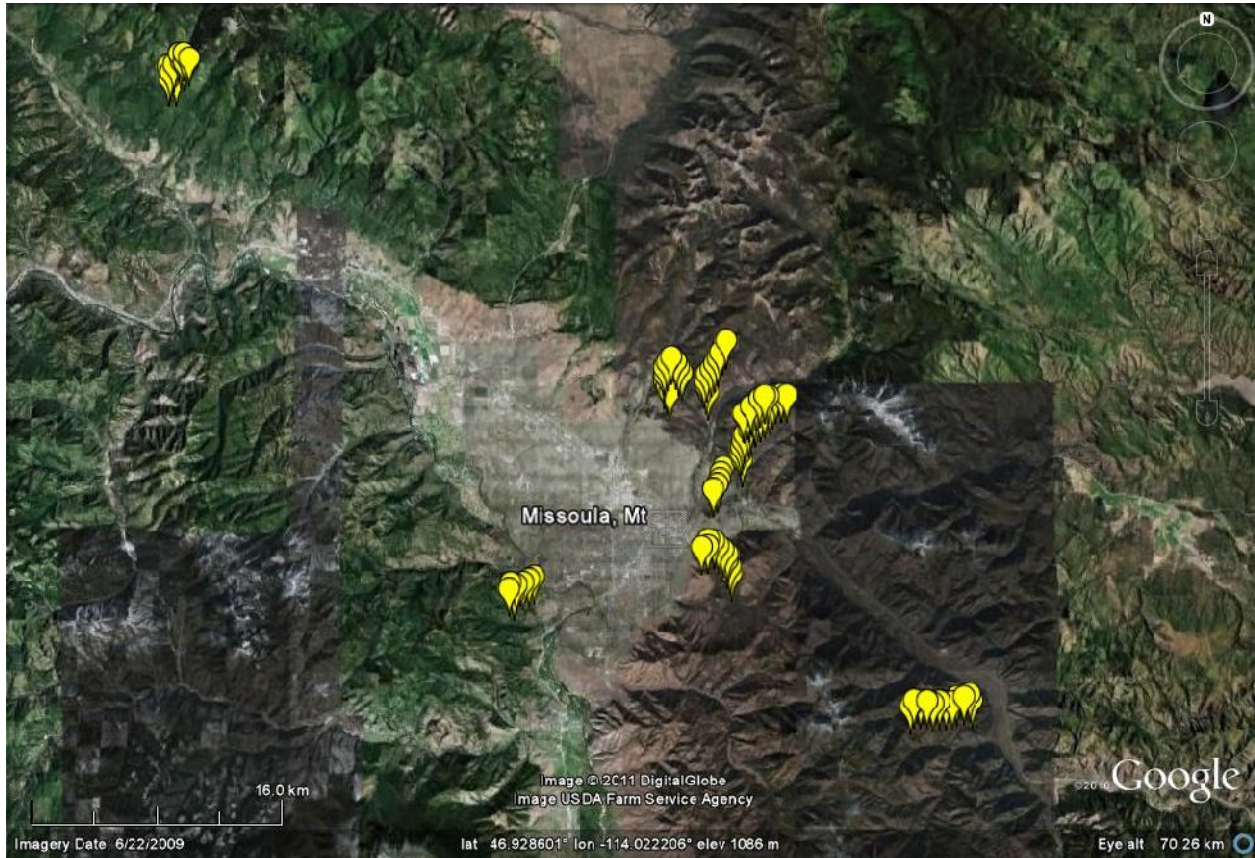 N
Missoula, Mt
16.0 km
Image © 2011 DigitalGlobe
Image USDA Farm Service Agency
©2010 Google
Imagery Date 6/22/2009
lat 46.928601° lon -114.022206° elev 1086 m
Eye alt 70.26 km